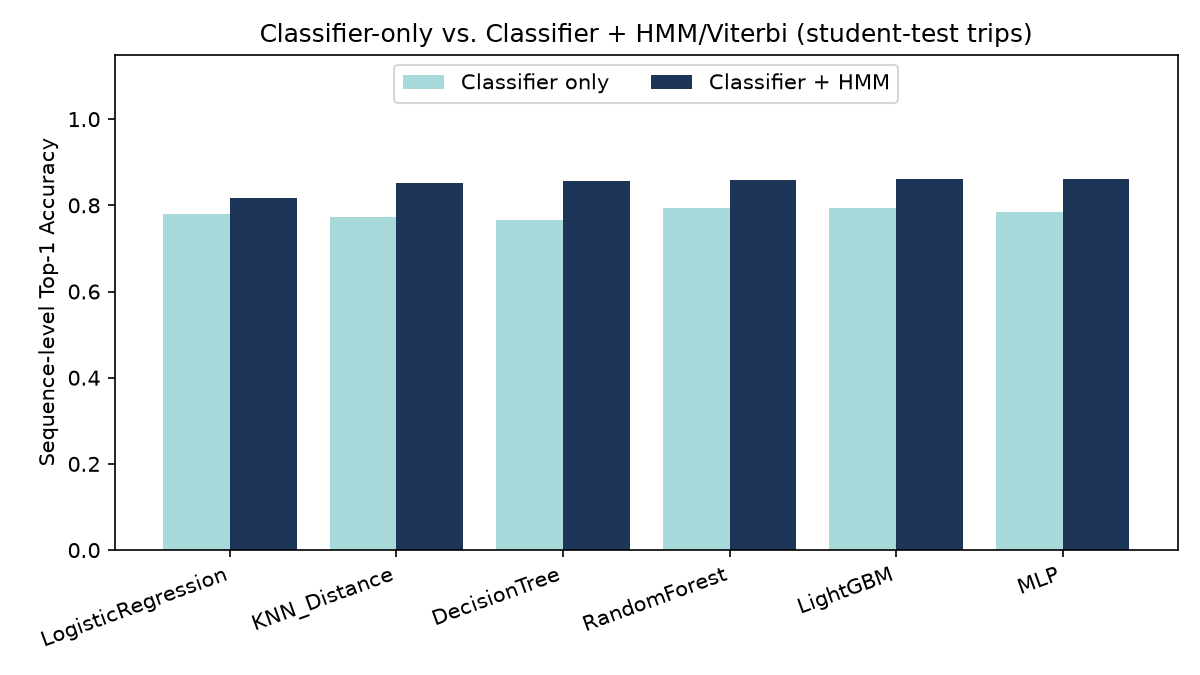 Classifier-only vs. Classifier + HMM/Viterbi (student-test trips)
Classifier only
Classifier + HMM
Sequence-level Top-1 Accuracy
1.0
0.8
0.6
0.4
0.2
0.0
LogisticRegression
KNN_Distance
DecisionTree
RandomForest
LightGBM
MLP